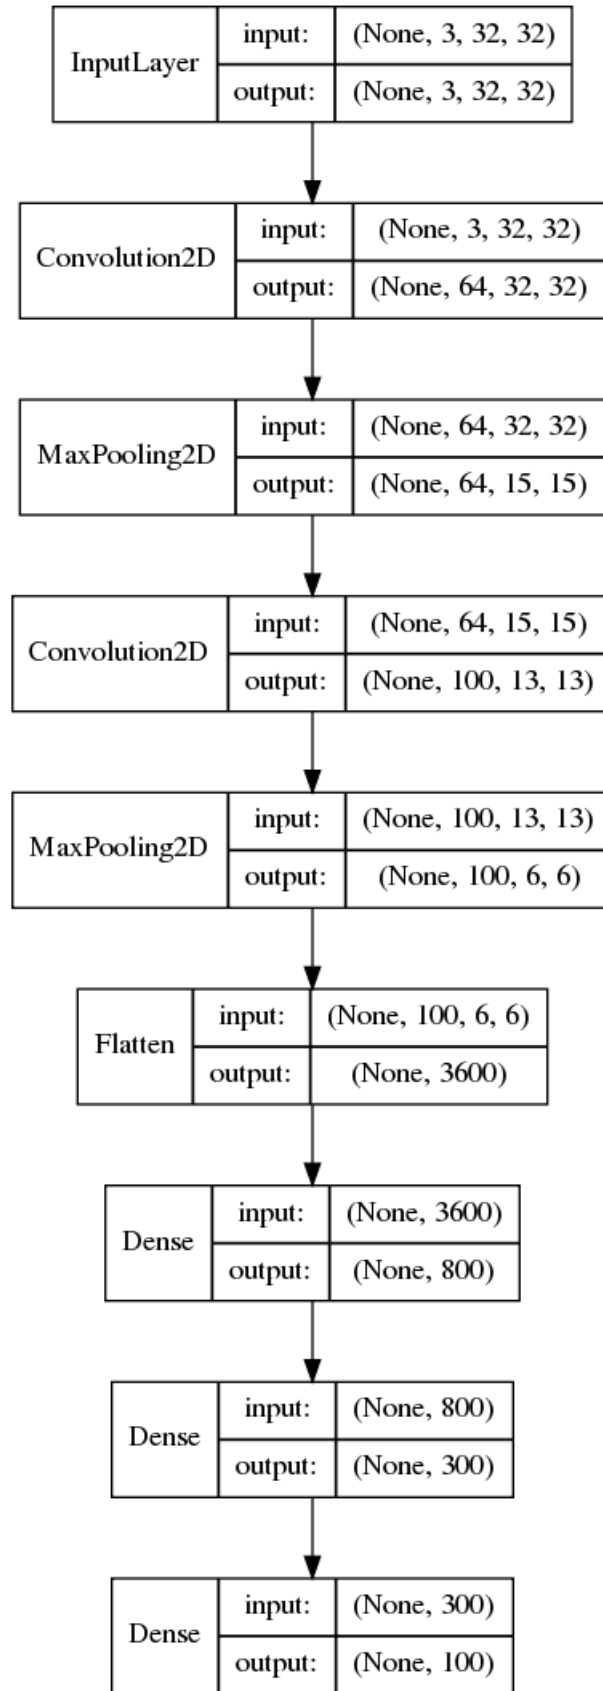 InputLayer
input: (None, 3, 32, 32)
output: (None, 3, 32, 32)
Convolution2D
input: (None, 3, 32, 32)
output: (None, 64, 32, 32)
MaxPooling2D
input: (None, 64, 32, 32)
output: (None, 64, 15, 15)
Convolution2D
input: (None, 64, 15, 15)
output: (None, 100, 13, 13)
MaxPooling2D
input: (None, 100, 13, 13)
output: (None, 100, 6, 6)
Flatten
input: (None, 100, 6, 6)
output: (None, 3600)
Dense
input: (None, 3600)
output: (None, 800)
Dense
input: (None, 800)
output: (None, 300)
Dense
input: (None, 300)
output: (None, 100)